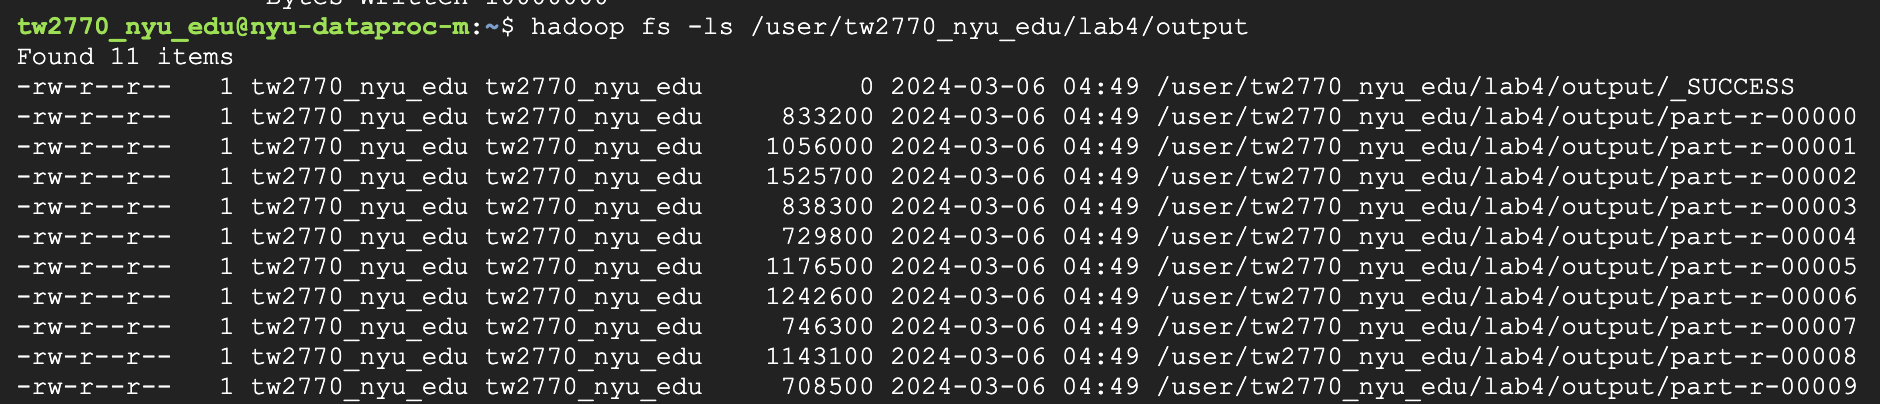 Bytes Written 10000000
tw2770_nyu_edu@nyu-dataproc-m:~$ hadoop fs -ls /user/tw2770_nyu_edu/lab4/output
Found 11 items
-rw-r--r--   1 tw2770_nyu_edu tw2770_nyu_edu          0 2024-03-06 04:49 /user/tw2770_nyu_edu/lab4/output/_SUCCESS
-rw-r--r--   1 tw2770_nyu_edu tw2770_nyu_edu     833200 2024-03-06 04:49 /user/tw2770_nyu_edu/lab4/output/part-r-00000
-rw-r--r--   1 tw2770_nyu_edu tw2770_nyu_edu    1056000 2024-03-06 04:49 /user/tw2770_nyu_edu/lab4/output/part-r-00001
-rw-r--r--   1 tw2770_nyu_edu tw2770_nyu_edu    1525700 2024-03-06 04:49 /user/tw2770_nyu_edu/lab4/output/part-r-00002
-rw-r--r--   1 tw2770_nyu_edu tw2770_nyu_edu     838300 2024-03-06 04:49 /user/tw2770_nyu_edu/lab4/output/part-r-00003
-rw-r--r--   1 tw2770_nyu_edu tw2770_nyu_edu     729800 2024-03-06 04:49 /user/tw2770_nyu_edu/lab4/output/part-r-00004
-rw-r--r--   1 tw2770_nyu_edu tw2770_nyu_edu    1176500 2024-03-06 04:49 /user/tw2770_nyu_edu/lab4/output/part-r-00005
-rw-r--r--   1 tw2770_nyu_edu tw2770_nyu_edu    1242600 2024-03-06 04:49 /user/tw2770_nyu_edu/lab4/output/part-r-00006
-rw-r--r--   1 tw2770_nyu_edu tw2770_nyu_edu     746300 2024-03-06 04:49 /user/tw2770_nyu_edu/lab4/output/part-r-00007
-rw-r--r--   1 tw2770_nyu_edu tw2770_nyu_edu    1143100 2024-03-06 04:49 /user/tw2770_nyu_edu/lab4/output/part-r-00008
-rw-r--r--   1 tw2770_nyu_edu tw2770_nyu_edu     708500 2024-03-06 04:49 /user/tw2770_nyu_edu/lab4/output/part-r-00009